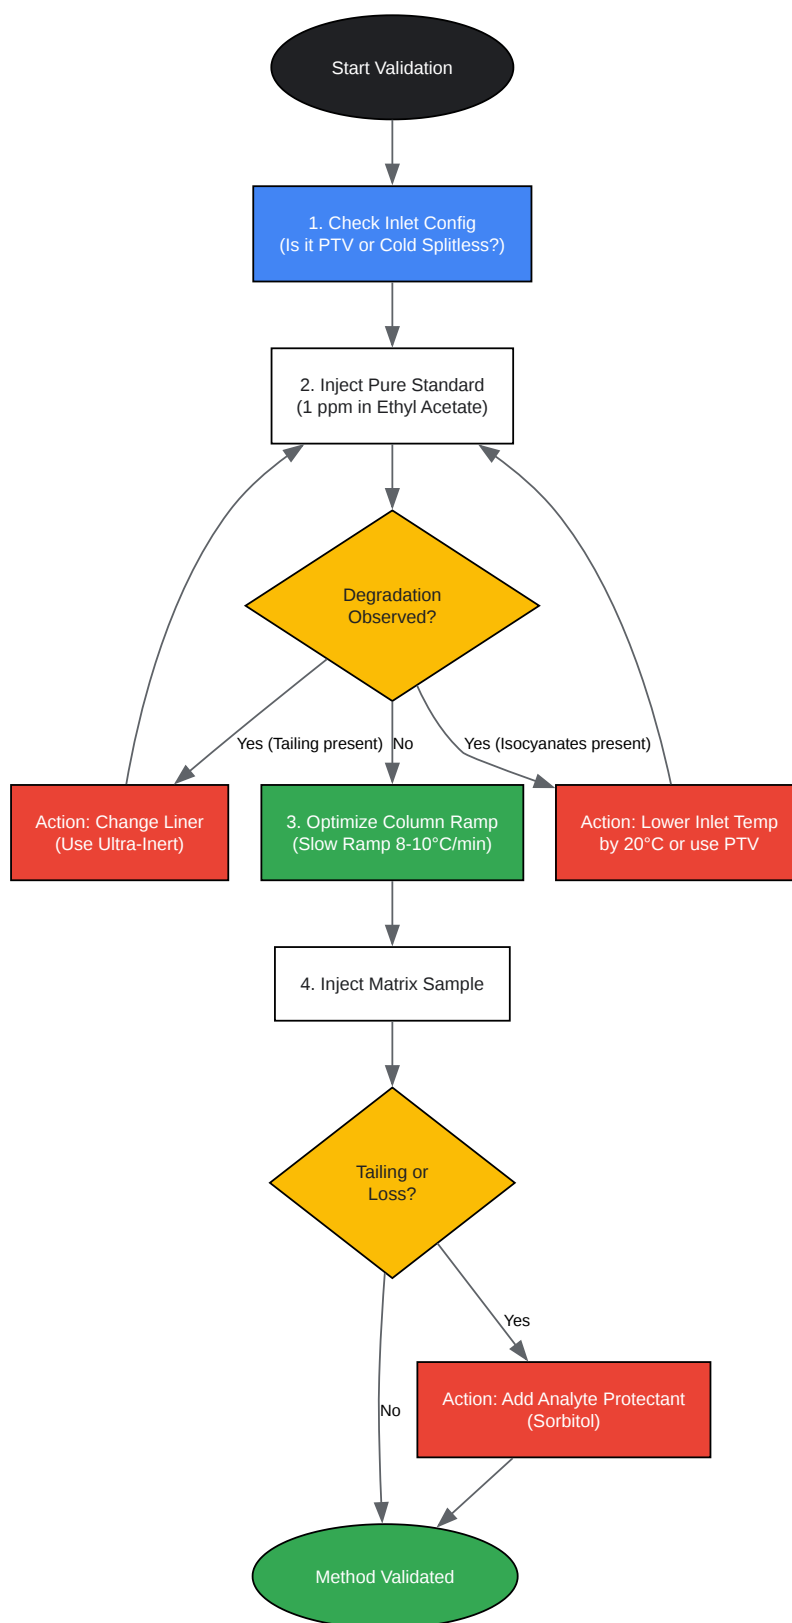 Start Validation
1. Check Inlet Config
(Is it PTV or Cold Splitless?)
2. Inject Pure Standard
(1 ppm in Ethyl Acetate)
Degradation
Observed?
Yes (Tailing present)
No
Yes (Isocyanates present)
Action: Change Liner
(Use Ultra-Inert)
3. Optimize Column Ramp
(Slow Ramp 8-10°C/min)
Action: Lower Inlet Temp
by 20°C or use PTV
4. Inject Matrix Sample
Tailing or
Loss?
Yes
Action: Add Analyte Protectant
(Sorbitol)
No
Method Validated